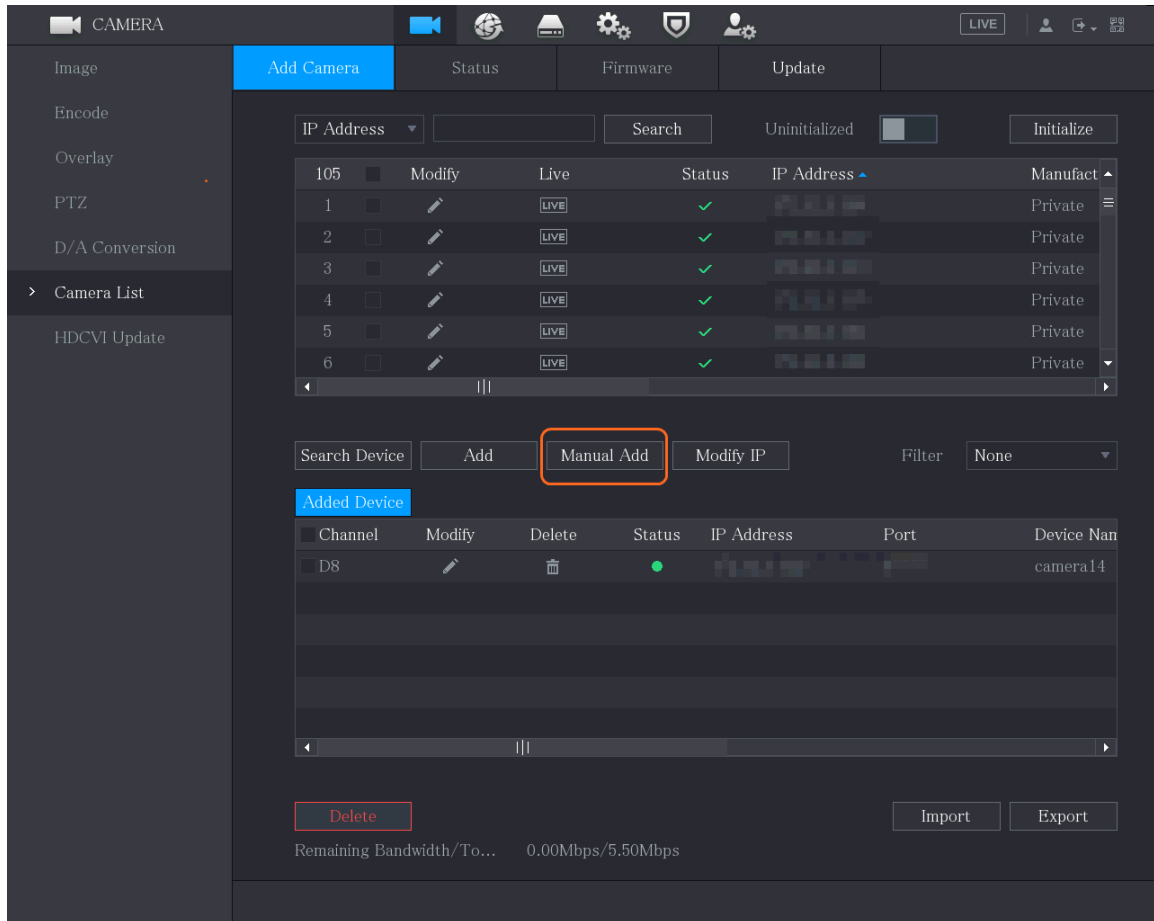 CAMERA LIVE
Image
Encode
Overlay
PTZ
D/A Conversion
Camera List
HDCVI Update
Add Camera Status Firmware Update
IP Address Search Uninitialized Initialize
105 Modify Live Status IP Address Manufact
1 LIVE Private
2 LIVE Private
3 LIVE Private
4 LIVE Private
5 LIVE Private
6 LIVE Private
Search Device Add Manual Add Modify IP Filter None
Added Device
Channel Modify Delete Status IP Address Port Device Nan
D8 camera14
Delete Import Export
Remaining Bandwidth/To... 0.00Mbps/5.50Mbps